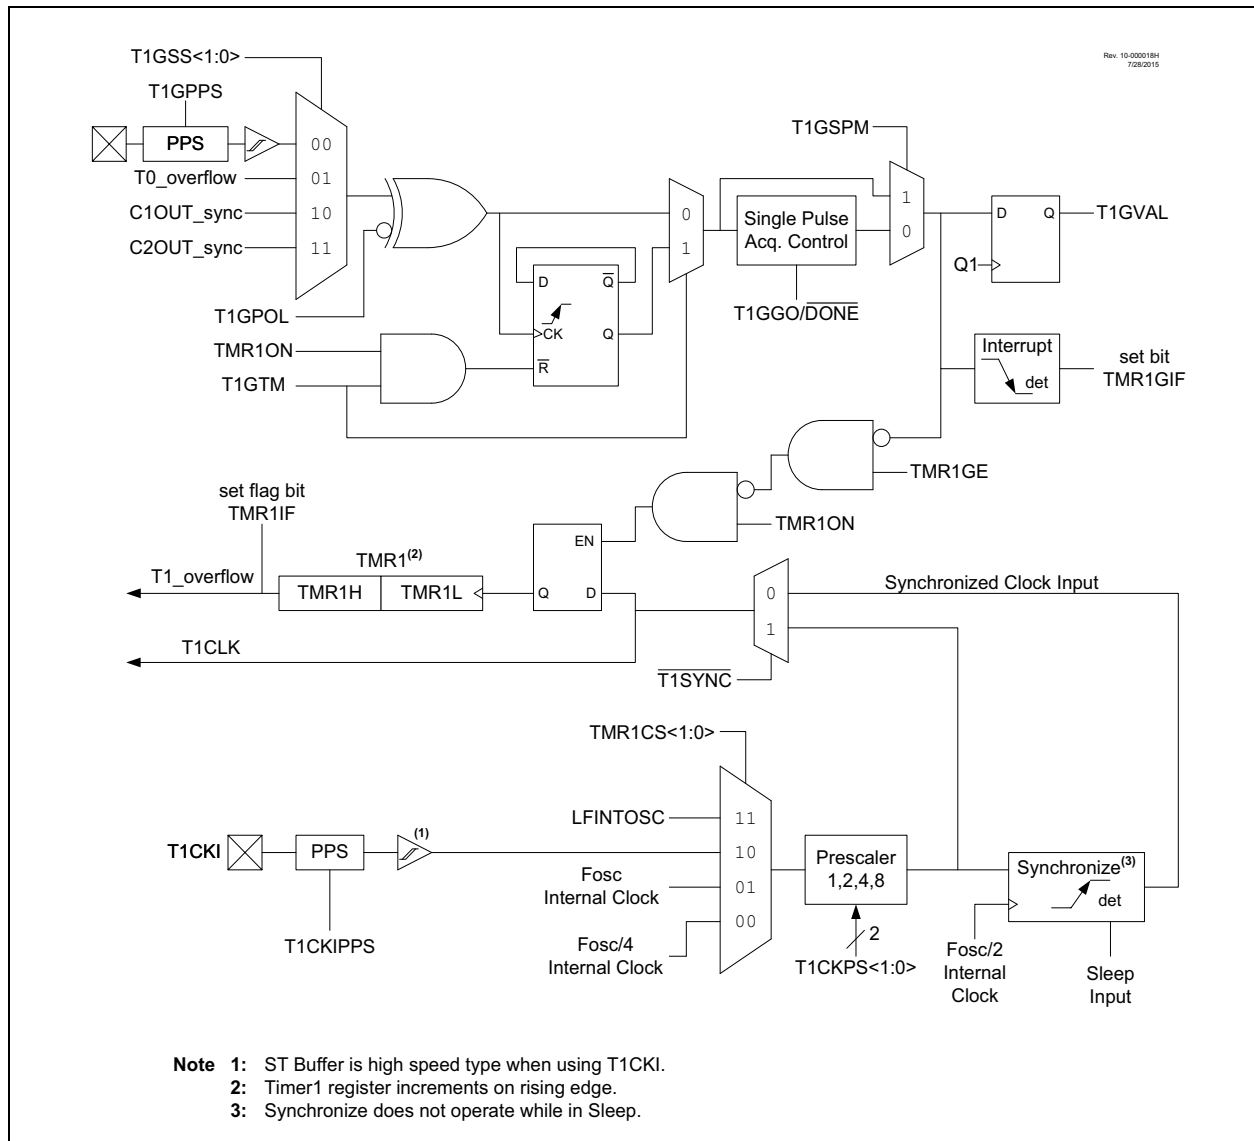 Rev. 10-000018H
7/28/2015
T1GSS<1:0>
T1GPPS
PPS
00
T0_overflow
01
C1OUT_sync
10
C2OUT_sync
11
T1GPOL
TMR1ON
T1GTM
D
Q
CK
Q
R
0
1
Single Pulse
Acq. Control
T1GGO/DONE
T1GSPM
1
0
D
Q
Q1
T1GVAL
Interrupt
det
set bit
TMR1GIF
TMR1GE
TMR1ON
set flag bit
TMR1IF
TMR1(2)
T1_overflow
TMR1H
TMR1L
EN
Q
D
T1CLK
0
1
Synchronized Clock Input
T1SYNC
TMR1CS<1:0>
LFINTOSC
11
T1CKI
PPS
(1)
10
Fosc
Internal Clock
01
00
Fosc/4
Internal Clock
T1CKIPPS
Prescaler
1,2,4,8
2
T1CKPS<1:0>
Synchronize(3)
det
Fosc/2
Internal
Clock
Sleep
Input
Note 1: ST Buffer is high speed type when using T1CKI.
2: Timer1 register increments on rising edge.
3: Synchronize does not operate while in Sleep.